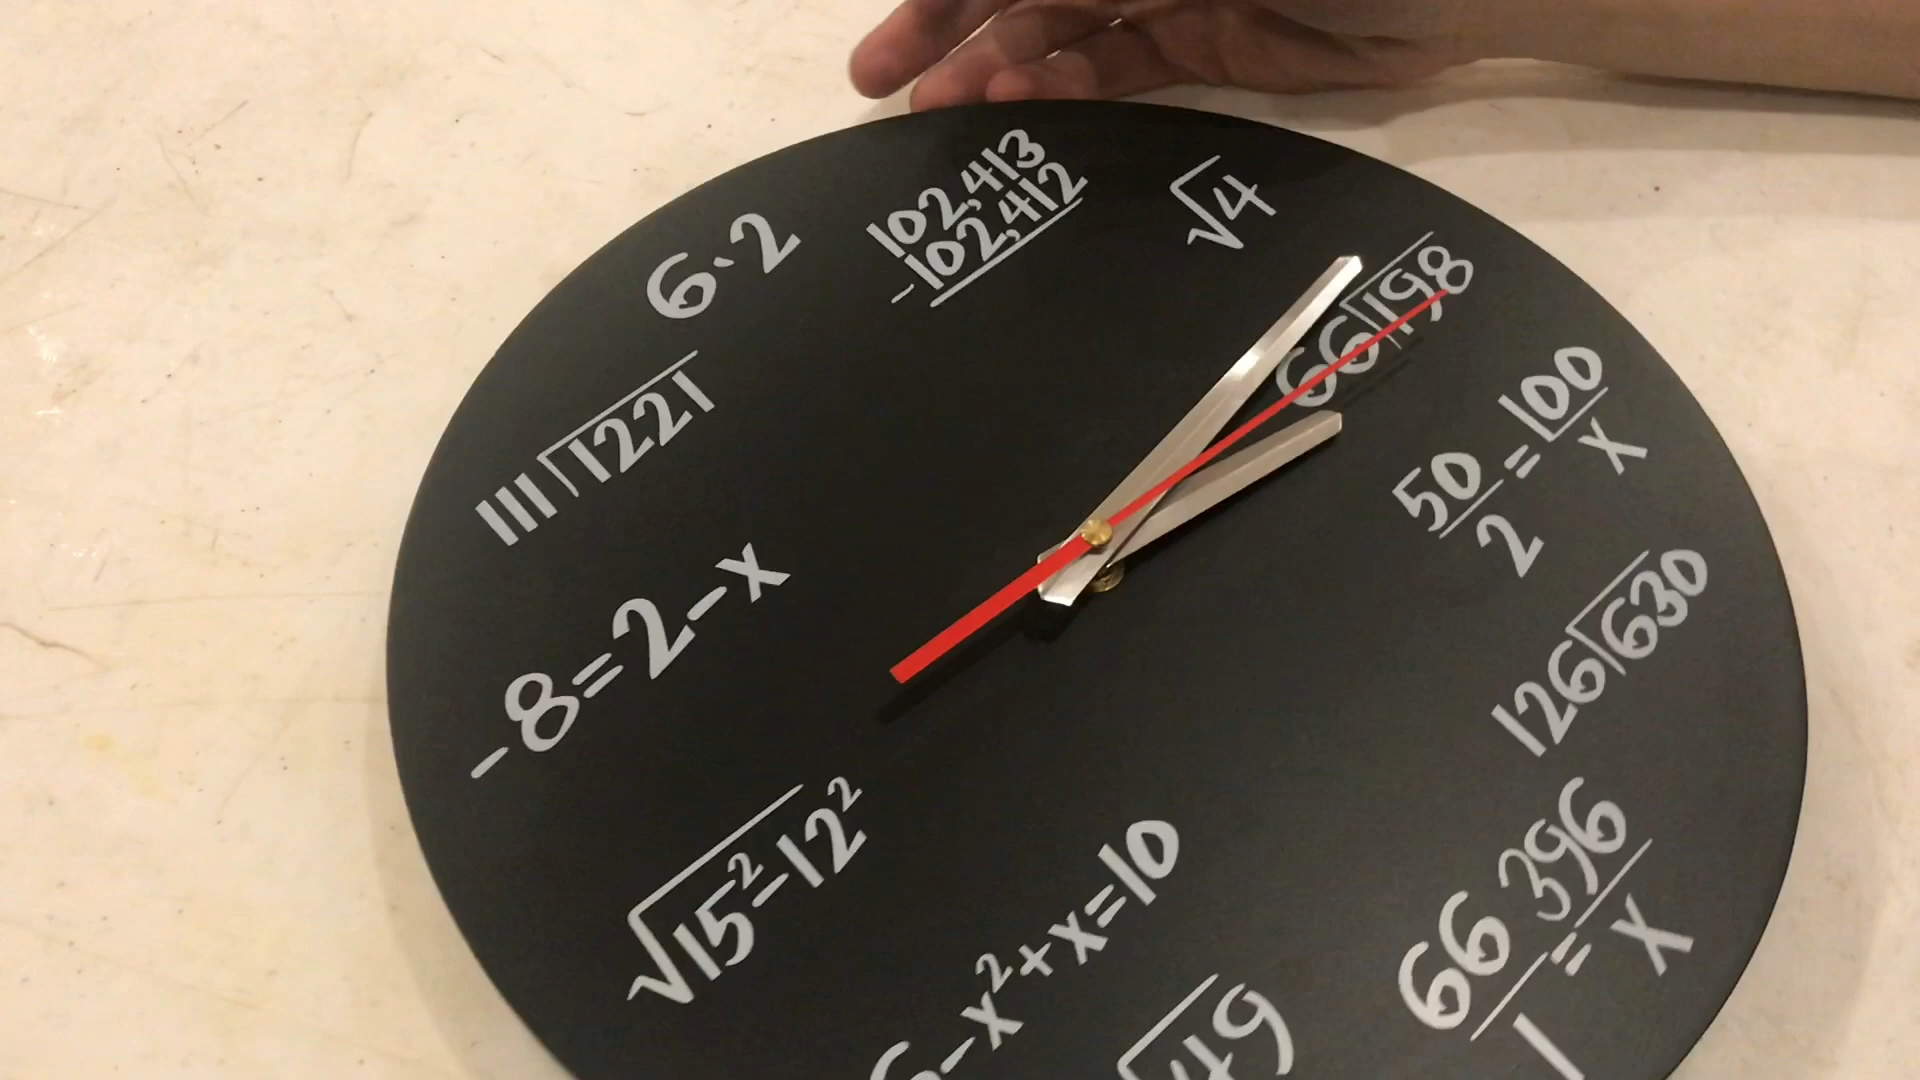 6·2
102,413
-102,412
√4
66⟌198
50/2=100/x
126⟌630
66/1=396/x
√49
6-x²+x=10
√15²-12²
-8=2-x
111⟌1221